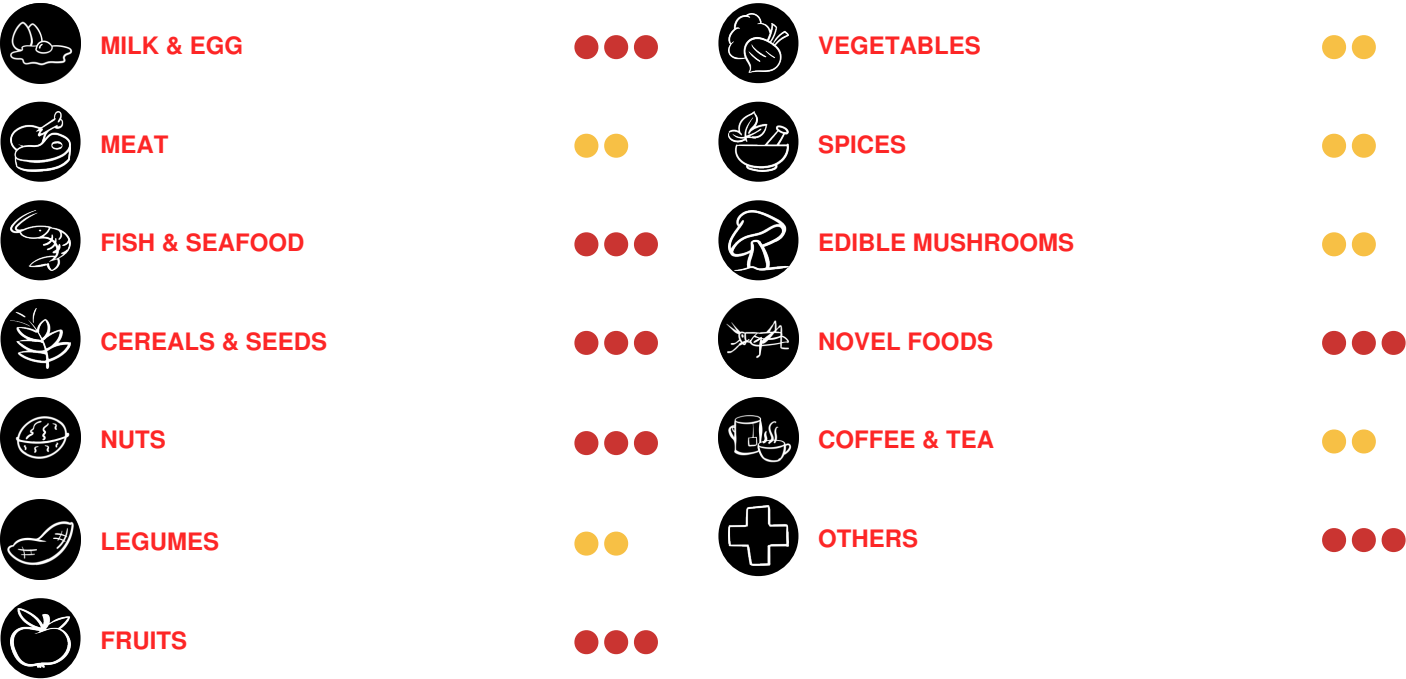 MILK & EGG
MEAT
FISH & SEAFOOD
CEREALS & SEEDS
NUTS
LEGUMES
FRUITS
VEGETABLES
SPICES
EDIBLE MUSHROOMS
NOVEL FOODS
COFFEE & TEA
OTHERS